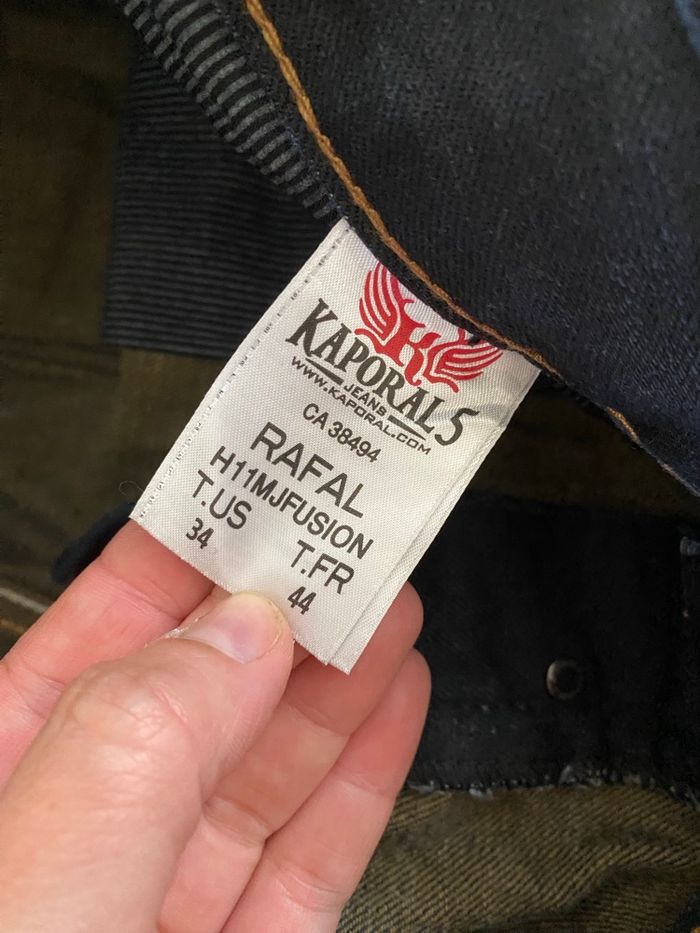 K
KAPORAL 5
JEANS
WWW.KAPORAL.COM
CA 38494
RAFAL
H11MJFUSION
T.US T.FR
34 44